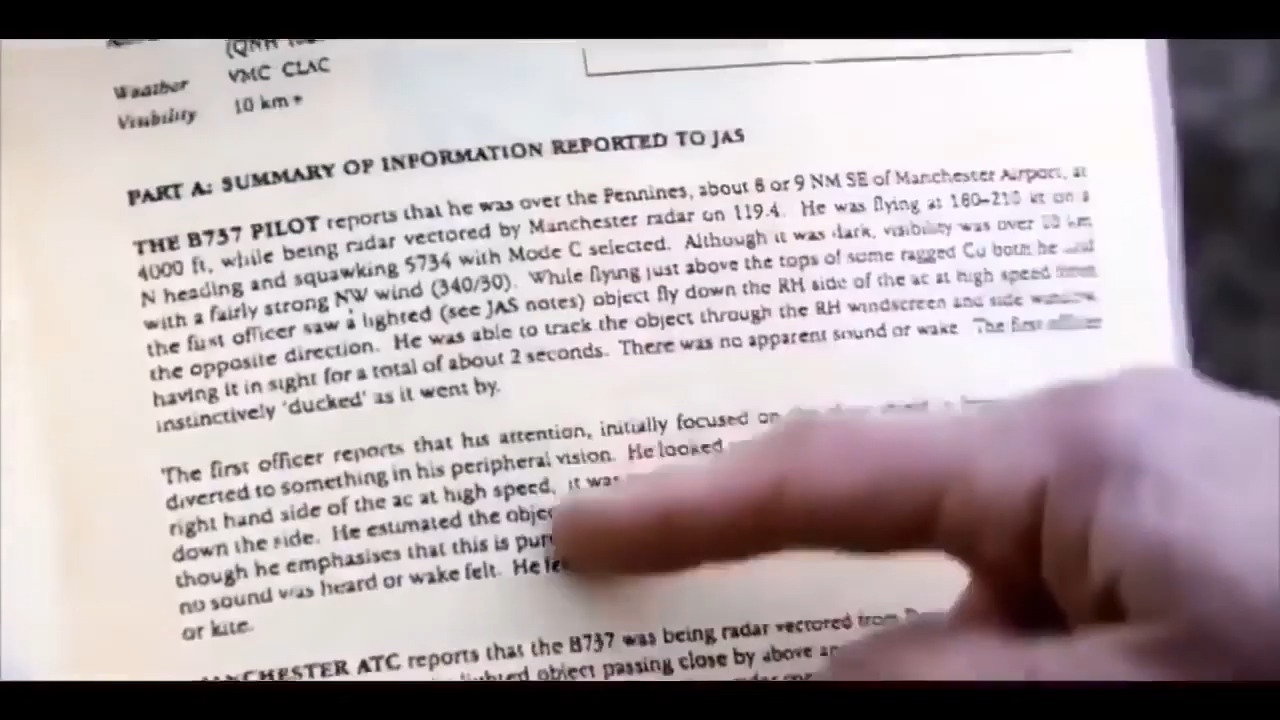 (QNH
Weather VMC CLAC
Visibility 10 km+
PART A: SUMMARY OF INFORMATION REPORTED TO JAS
THE B737 PILOT reports that he was over the Pennines, about 8 or 9 NM SE of Manchester Airport, at
4000 ft, while being radar vectored by Manchester radar on 119.4. He was flying at 180-210 kt on a
N heading and squawking 5734 with Mode C selected. Although it was dark, visibility was over 10 km
with a fairly strong NW wind (340/30). While flying just above the tops of some ragged Cu both he and
the first officer saw a lighted (see JAS notes) object fly down the RH side of the ac at high speed from
the opposite direction. He was able to track the object through the RH windscreen and side window,
having it in sight for a total of about 2 seconds. There was no apparent sound or wake. The first officer
instinctively 'ducked' as it went by.
The first officer reports that his attention, initially focused on
diverted to something in his peripheral vision. He looked
right hand side of the ac at high speed, it was
down the side. He estimated the
though he emphasises that this is
no sound was heard or wake felt. He
or kite.
ATC reports that the B737 was being radar vectored from
lighted object passing close by above